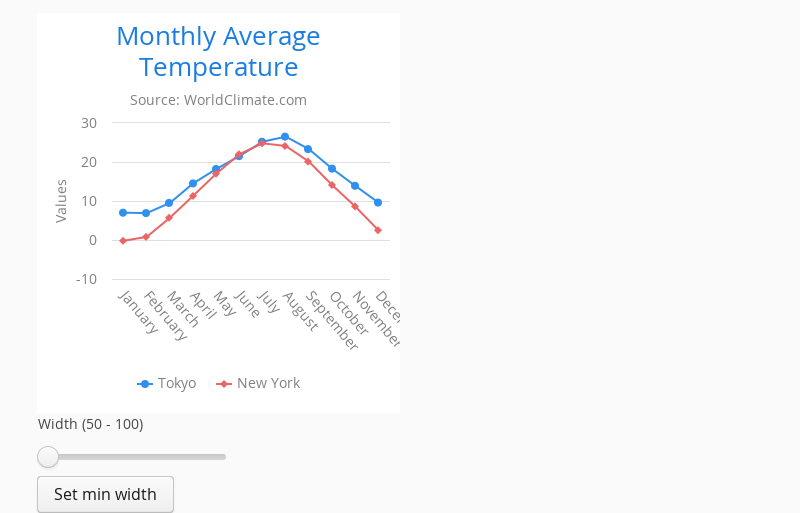 Monthly Average
Temperature
Source: WorldClimate.com
Values
30
20
10
0
-10
January
February
March
April
May
June
July
August
September
October
November
Tokyo
New York
Width (50 - 100)
Set min width